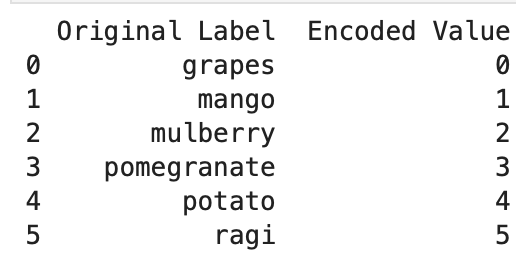 Original Label Encoded Value
0 grapes 0
1 mango 1
2 mulberry 2
3 pomegranate 3
4 potato 4
5 ragi 5